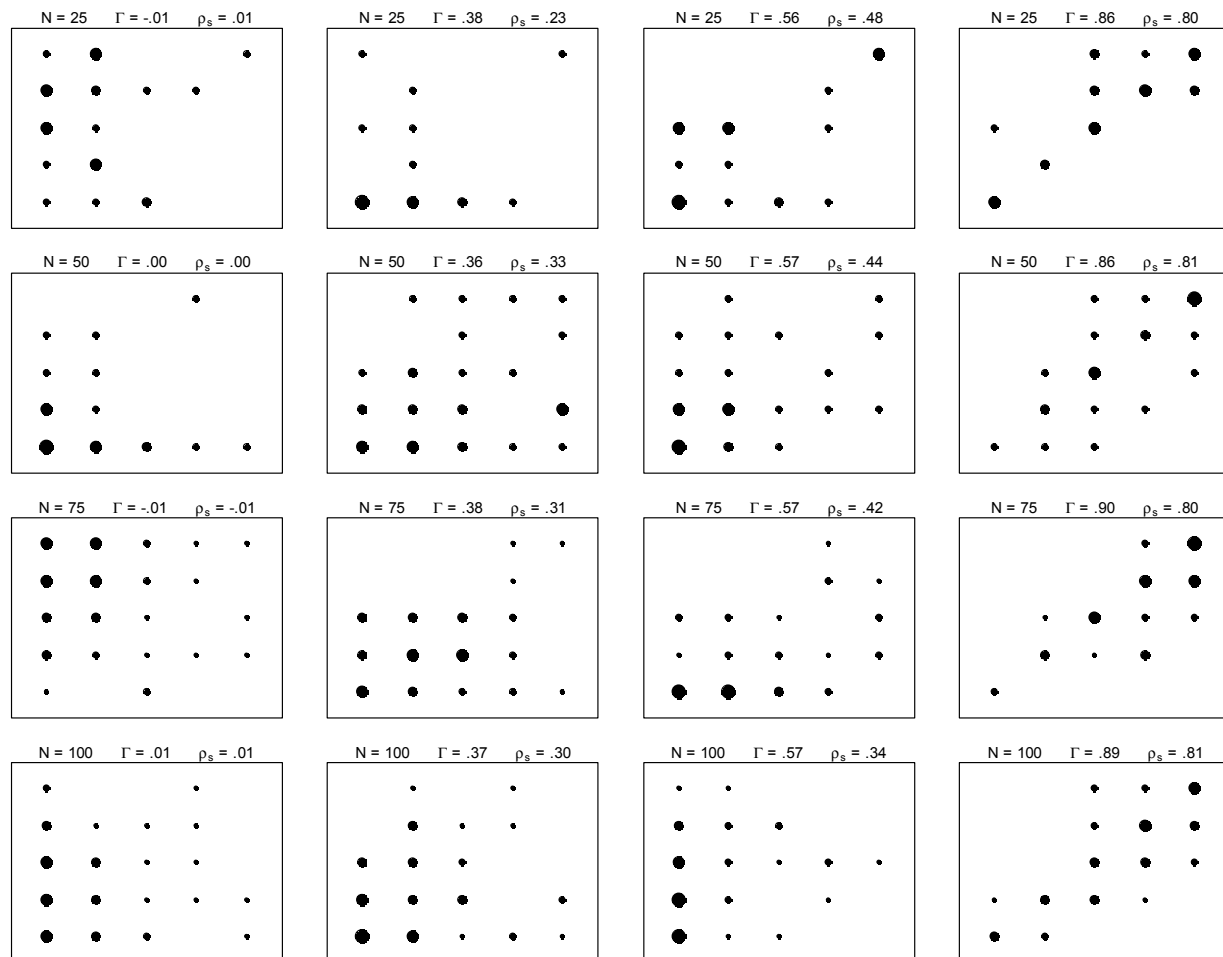 N = 25 Γ = -.01 ρs = .01
N = 25 Γ = .38 ρs = .23
N = 25 Γ = .56 ρs = .48
N = 25 Γ = .86 ρs = .80
N = 50 Γ = .00 ρs = .00
N = 50 Γ = .36 ρs = .33
N = 50 Γ = .57 ρs = .44
N = 50 Γ = .86 ρs = .81
N = 75 Γ = -.01 ρs = -.01
N = 75 Γ = .38 ρs = .31
N = 75 Γ = .57 ρs = .42
N = 75 Γ = .90 ρs = .80
N = 100 Γ = .01 ρs = .01
N = 100 Γ = .37 ρs = .30
N = 100 Γ = .57 ρs = .34
N = 100 Γ = .89 ρs = .81